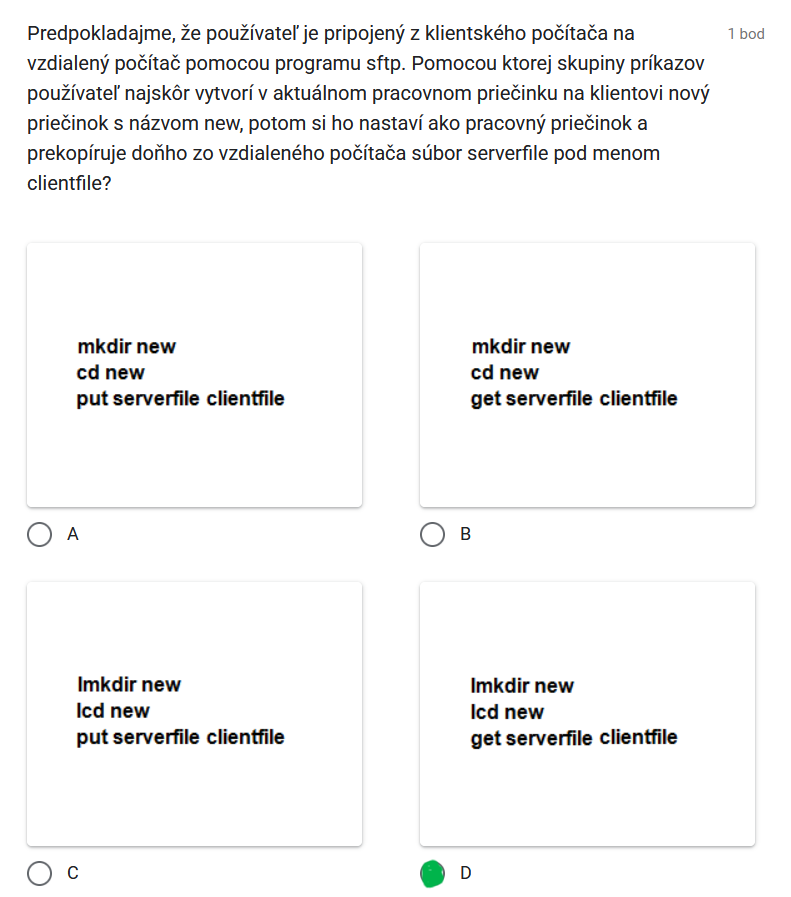 Predpokladajme, že používateľ je pripojený z klientského počítača na
1 bod
vzdialený počítač pomocou programu sftp. Pomocou ktorej skupiny príkazov
používateľ najskôr vytvorí v aktuálnom pracovnom priečinku na klientovi nový
priečinok s názvom new, potom si ho nastaví ako pracovný priečinok a
prekopíruje doňho zo vzdialeného počítača súbor serverfile pod menom
clientfile?
mkdir new
cd new
put serverfile clientfile
A
mkdir new
cd new
get serverfile clientfile
B
lmkdir new
lcd new
put serverfile clientfile
C
lmkdir new
lcd new
get serverfile clientfile
D